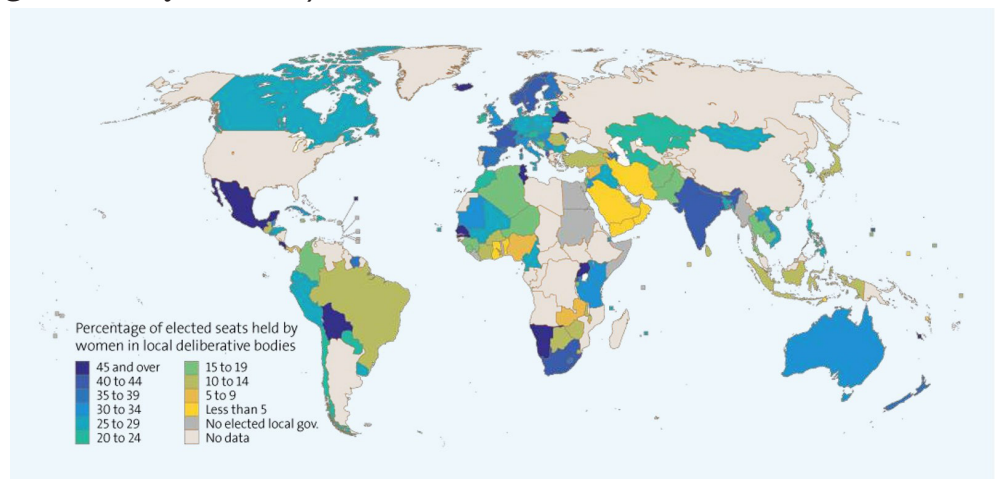 Percentage of elected seats held by
women in local deliberative bodies
45 and over
40 to 44
35 to 39
30 to 34
25 to 29
20 to 24
15 to 19
10 to 14
5 to 9
Less than 5
No elected local gov.
No data